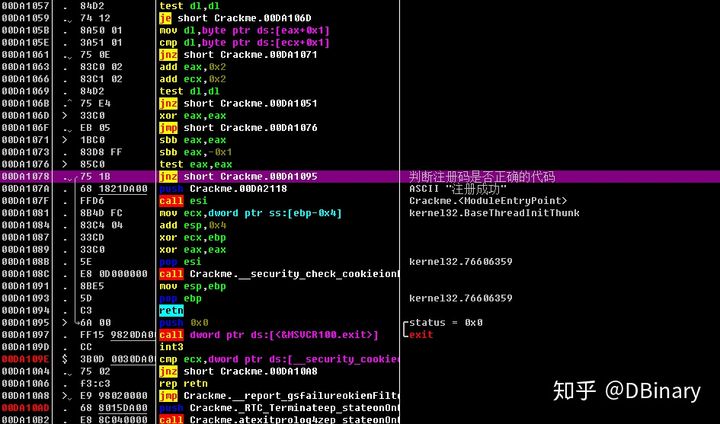 00DA1057 . 84D2 test dl,dl
00DA1059 . 74 12 je short Crackme.00DA106D
00DA105B . 8A50 01 mov dl,byte ptr ds:[eax+0x1]
00DA105E . 3A51 01 cmp dl,byte ptr ds:[ecx+0x1]
00DA1061 . 75 0E jnz short Crackme.00DA1071
00DA1063 . 83C0 02 add eax,0x2
00DA1066 . 83C1 02 add ecx,0x2
00DA1069 . 84D2 test dl,dl
00DA106B .^ 75 E4 jnz short Crackme.00DA1051
00DA106D > 33C0 xor eax,eax
00DA106F . EB 05 jmp short Crackme.00DA1076
00DA1071 > 1BC0 sbb eax,eax
00DA1073 . 83D8 FF sbb eax,-0x1
00DA1076 > 85C0 test eax,eax
00DA1078 . 75 1B jnz short Crackme.00DA1095 判断注册码是否正确的代码
00DA107A . 68 1821DA00 push Crackme.00DA2118 ASCII "注册成功"
00DA107F . FFD6 call esi Crackme.<ModuleEntryPoint>
00DA1081 . 8B4D FC mov ecx,dword ptr ss:[ebp-0x4] kernel32.BaseThreadInitThunk
00DA1084 . 83C4 04 add esp,0x4
00DA1087 . 33CD xor ecx,ebp
00DA1089 . 33C0 xor eax,eax
00DA108B . 5E pop esi kernel32.76606359
00DA108C . E8 0D000000 call Crackme.__security_check_cookieionF
00DA1091 . 8BE5 mov esp,ebp
00DA1093 . 5D pop ebp kernel32.76606359
00DA1094 . C3 retn
00DA1095 > 6A 00 push 0x0 status = 0x0
00DA1097 . FF15 9820DA00 call dword ptr ds:[<&MSVCR100.exit>] exit
00DA109D . CC int3
00DA109E $ 3B0D 0030DA00 cmp ecx,dword ptr ds:[__security_cookie
00DA10A4 . 75 02 jnz short Crackme.00DA10A8
00DA10A6 . F3:C3 rep retn
00DA10A8 > E9 98020000 jmp Crackme.__report_gsfailureokienFilte
00DA10AD . 68 8015DA00 push Crackme._RTC_Terminateep_stateonOnf
00DA10B2 . E8 8C040000 call Crackme.atexitprolog4zep_stateonOnf
知乎 @DBinary